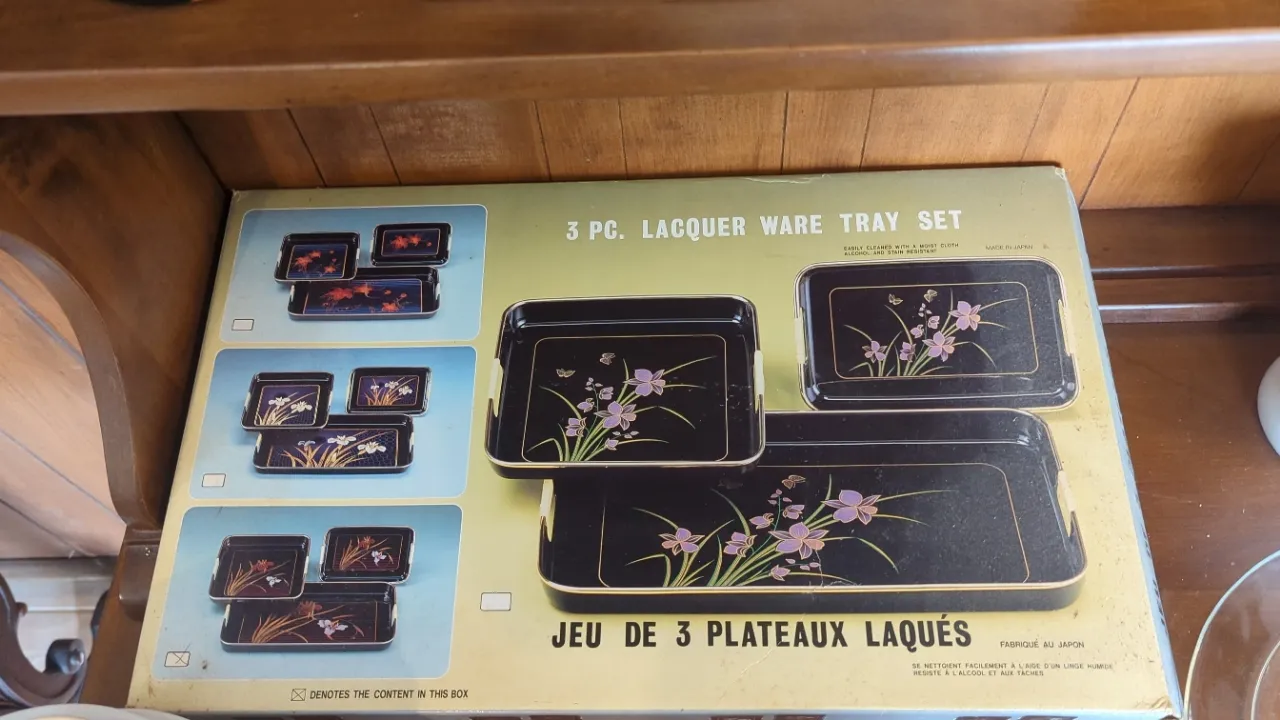 3 PC. LACQUER WARE TRAY SET
EASILY CLEANED WITH A MOIST CLOTH
ALCOHOL AND STAIN RESISTANT
MADE IN JAPAN
JEU DE 3 PLATEAUX LAQUÉS
FABRIQUÉ AU JAPON
SE NETTOIENT FACILEMENT À L'AIDE D'UN LINGE HUMIDE
RESISTE A L'ALCOOL ET AUX TACHES
DENOTES THE CONTENT IN THIS BOX